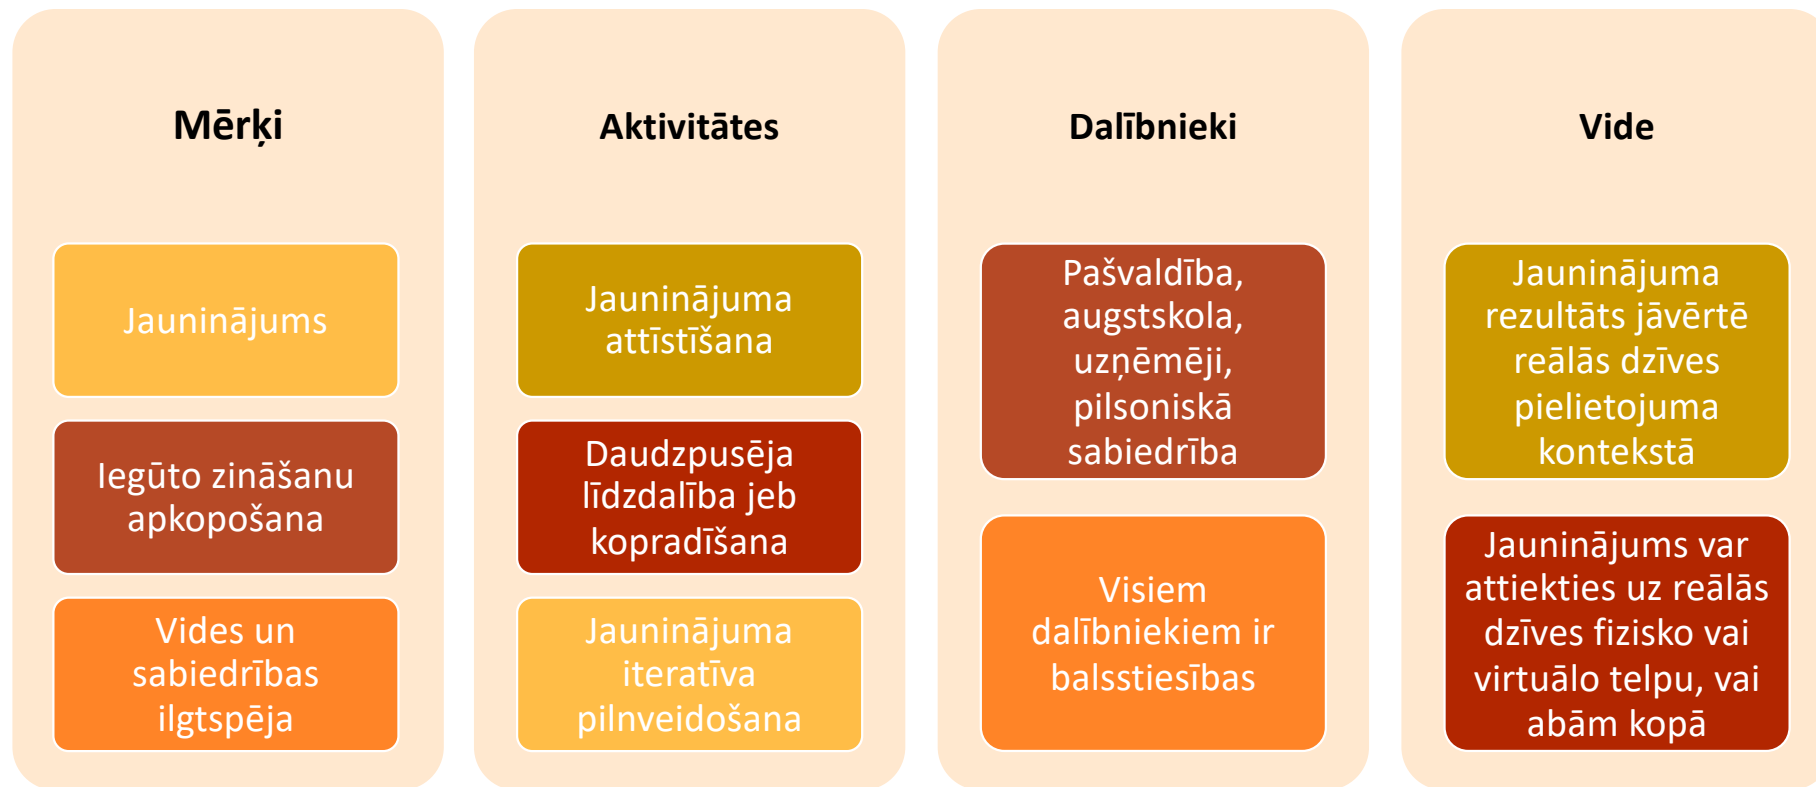 Mērķi
Jauninājums
Iegūto zināšanu
apkopošana
Vides un
sabiedrības
ilgtspēja
Aktivitātes
Jauninājuma
attīstīšana
Daudzpusēja
līdzdalība jeb
kopradīšana
Jauninājuma
iteratīva
pilnveidošana
Dalībnieki
Pašvaldība,
augstskola,
uzņēmēji,
pilsoniskā
sabiedrība
Visiem
dalībniekiem ir
balsstiesības
Vide
Jauninājuma
rezultāts jāvērtē
reālās dzīves
pielietojuma
kontekstā
Jauninājums var
attiekties uz reālās
dzīves fizisko vai
virtuālo telpu, vai
abām kopā